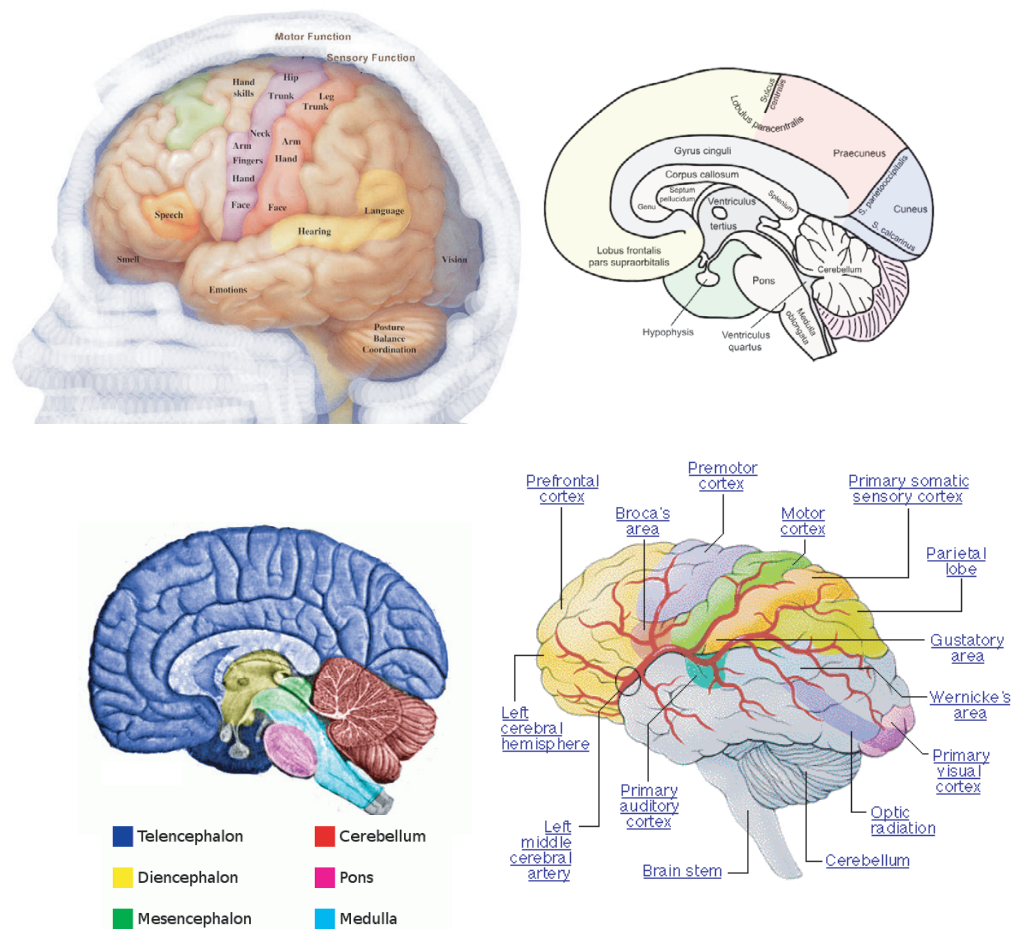 Motor Function
Sensory Function
Hip
Hand
skills
Trunk
Leg
Trunk
Neck
Arm
Fingers
Arm
Hand
Hand
Face
Face
Speech
Language
Hearing
Smell
Vision
Emotions
Posture
Balance
Coordination
Sulcus
centralis
Lobulus paracentralis
Praecuneus
Gyrus cinguli
Corpus callosum
Septum
pellucidum
Genu
Splenium
Ventriculus
tertius
S. parietooccipitalis
Cuneus
S. calcarinus
Lobus frontalis
pars supraorbitalis
Pons
Cerebellum
Hypophysis
Ventriculus
quartus
Medulla
oblongata
Telencephalon
Cerebellum
Diencephalon
Pons
Mesencephalon
Medulla
Prefrontal
cortex
Premotor
cortex
Broca's
area
Primary somatic
sensory cortex
Motor
cortex
Parietal
lobe
Gustatory
area
Wernicke's
area
Left
cerebral
hemisphere
Primary
visual
cortex
Primary
auditory
cortex
Optic
radiation
Left
middle
cerebral
artery
Brain stem
Cerebellum